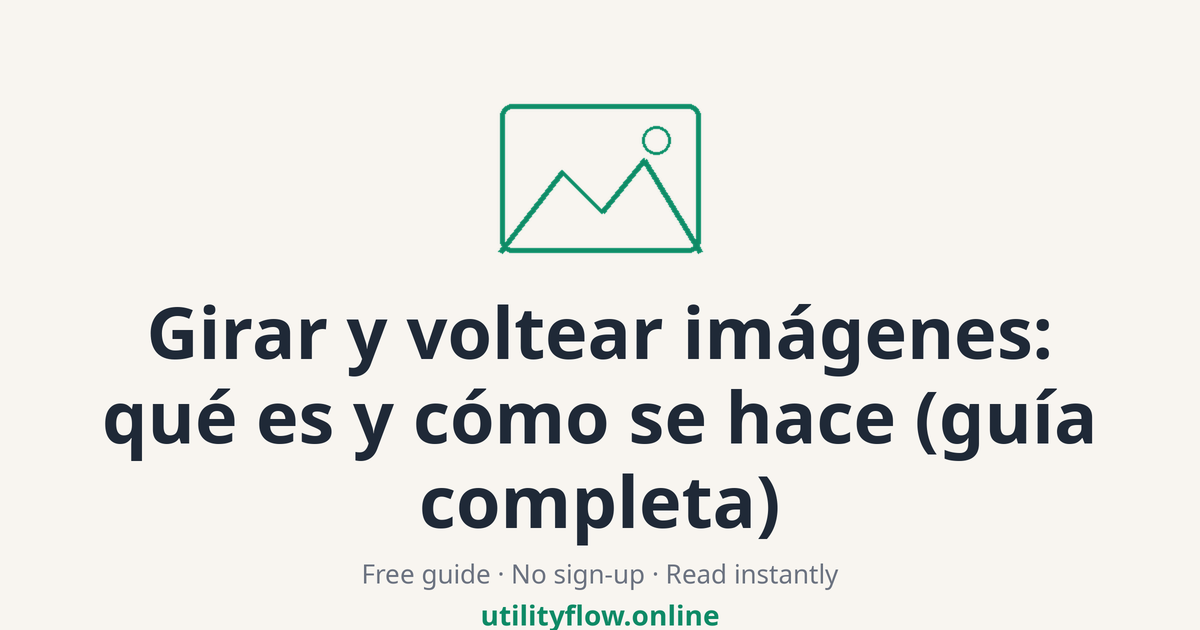 Girar y voltear imágenes:
qué es y cómo se hace (guía
completa)
Free guide · No sign-up · Read instantly
utilityflow.online